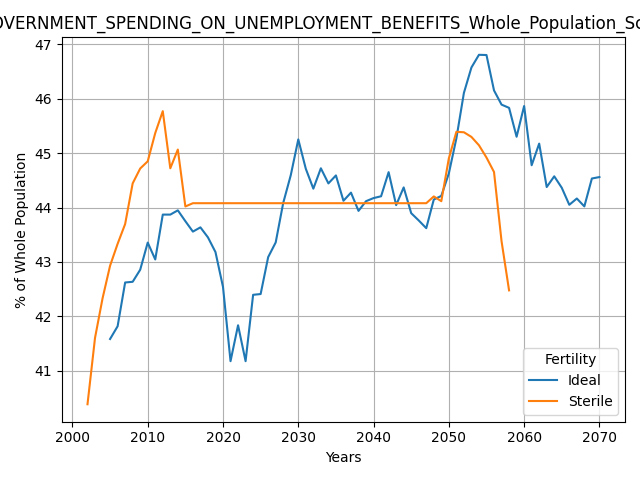 OVERNMENT_SPENDING_ON_UNEMPLOYMENT_BENEFITS_Whole_Population_Sc
47
46
45
44
43
42
41
% of Whole Population
2000 2010 2020 2030 2040 2050 2060 2070
Years
Fertility
Ideal
Sterile